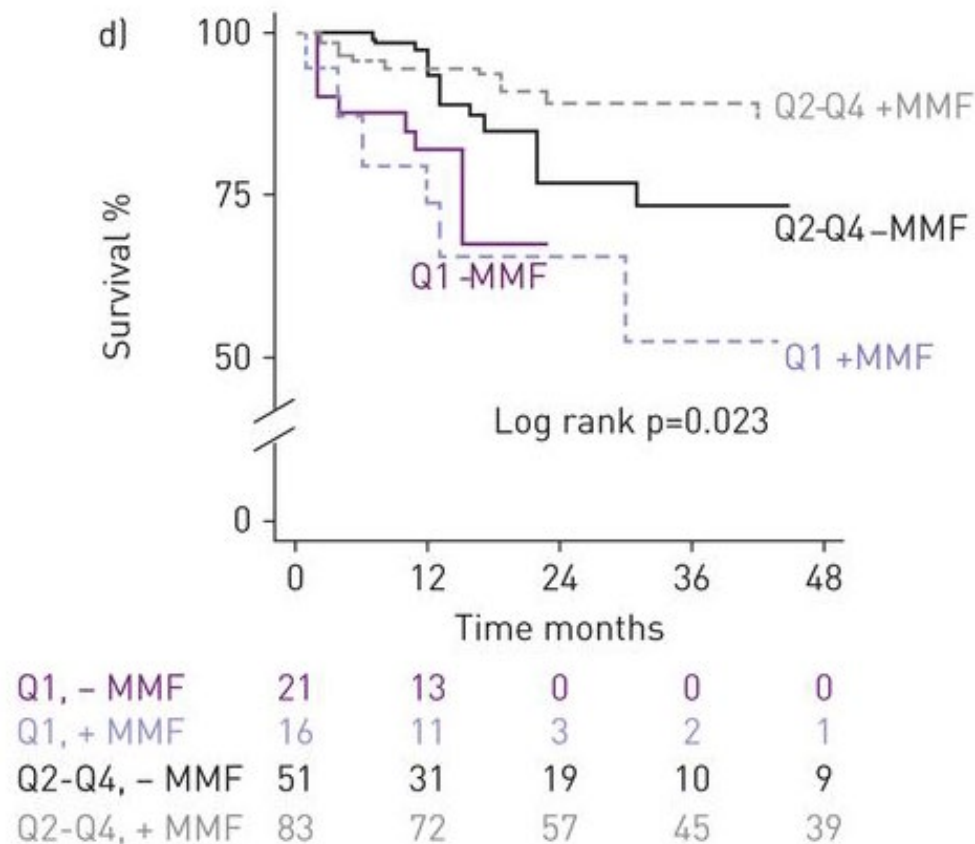 d)
100
75
50
0
Survival %
Q2-Q4 +MMF
Q2-Q4 –MMF
Q1 -MMF
Q1 +MMF
Log rank p=0.023
0 12 24 36 48
Time months
Q1, – MMF 21 13 0 0 0
Q1, + MMF 16 11 3 2 1
Q2-Q4, – MMF 51 31 19 10 9
Q2-Q4, + MMF 83 72 57 45 39